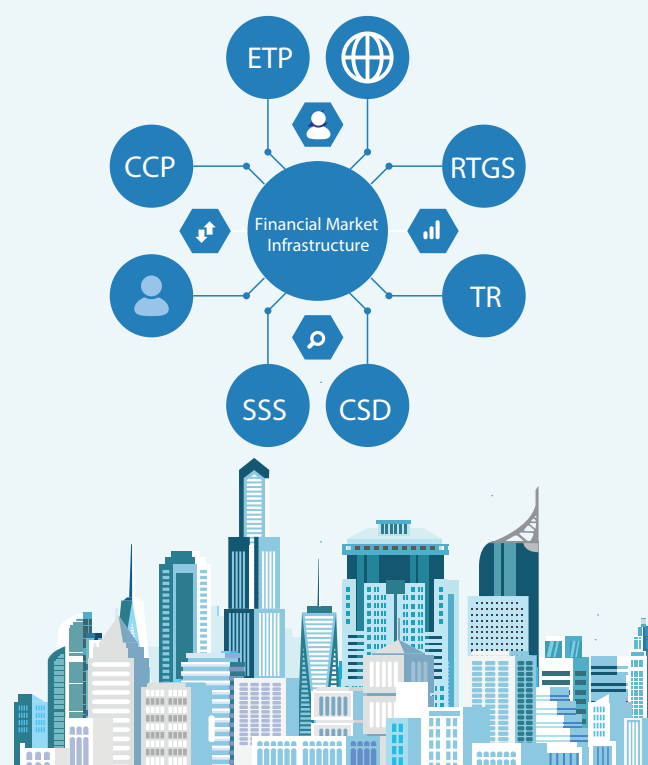 ETP
CCP
RTGS
Financial Market
Infrastructure
TR
SSS
CSD